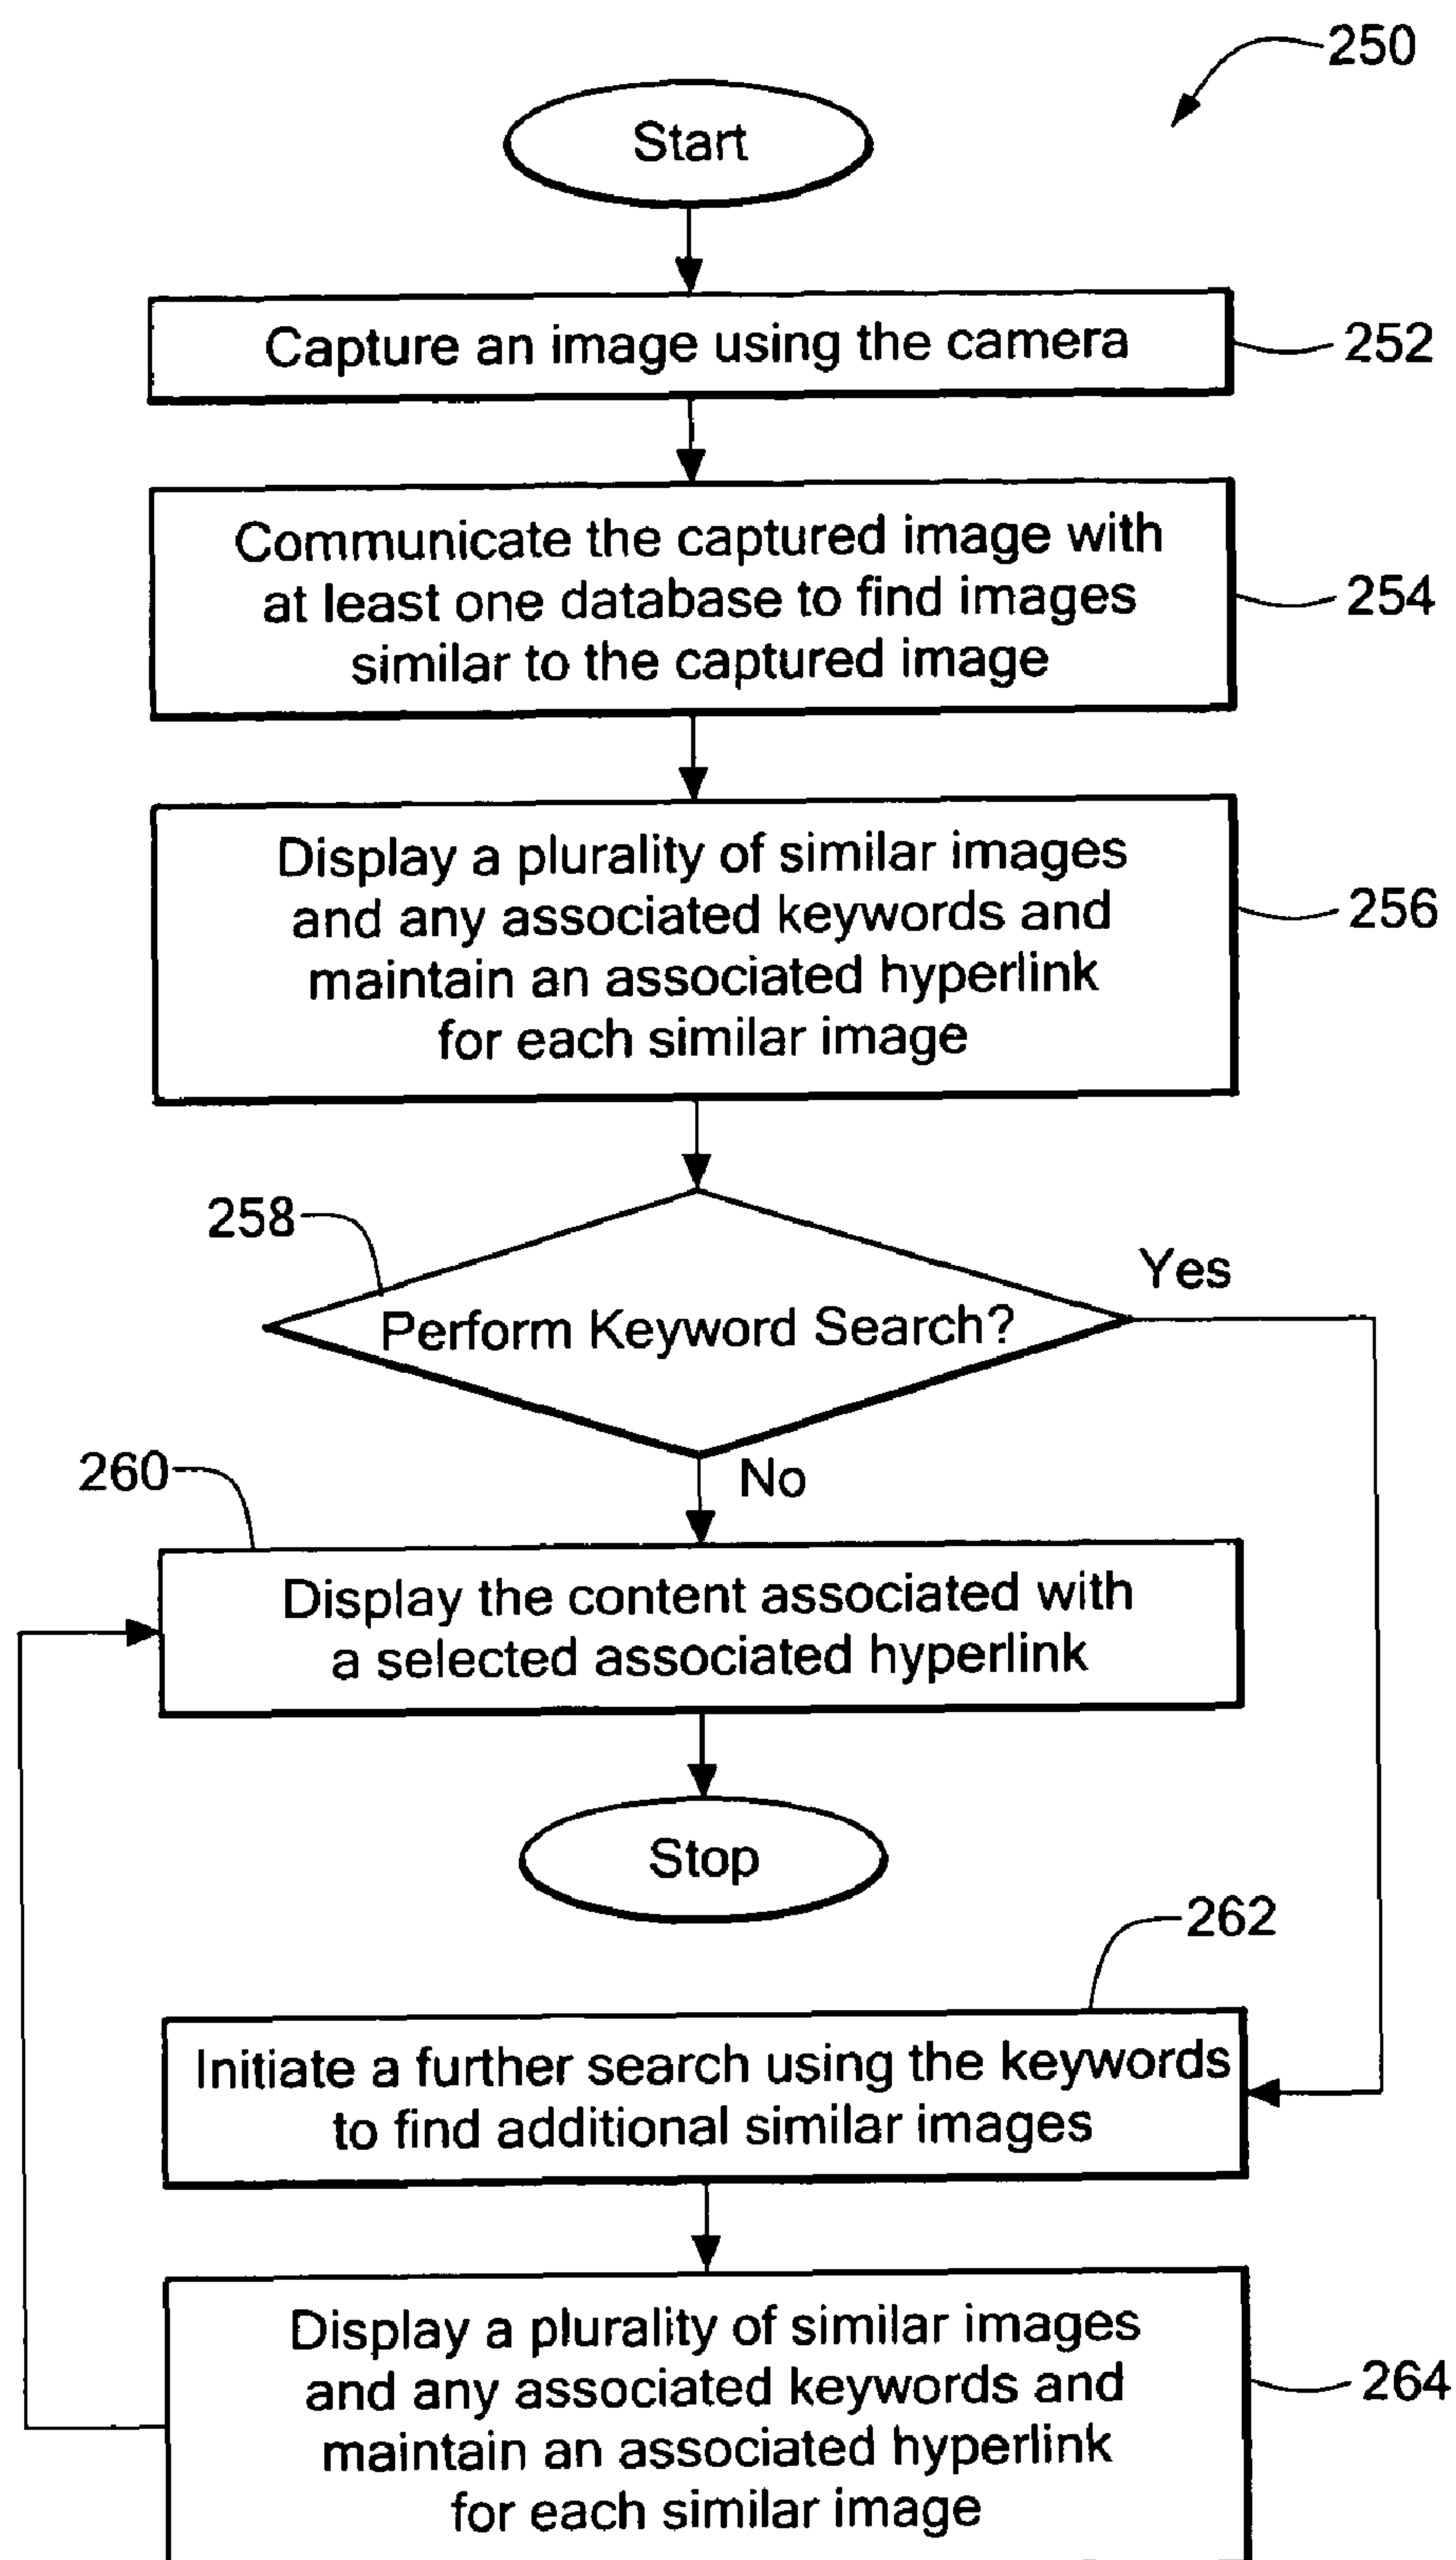 250
Start
Capture an image using the camera
252
Communicate the captured image with
at least one database to find images
similar to the captured image
254
Display a plurality of similar images
and any associated keywords and
maintain an associated hyperlink
for each similar image
256
258
Perform Keyword Search?
Yes
No
260
Display the content associated with
a selected associated hyperlink
Stop
262
Initiate a further search using the keywords
to find additional similar images
Display a plurality of similar images
and any associated keywords and
maintain an associated hyperlink
for each similar image
264